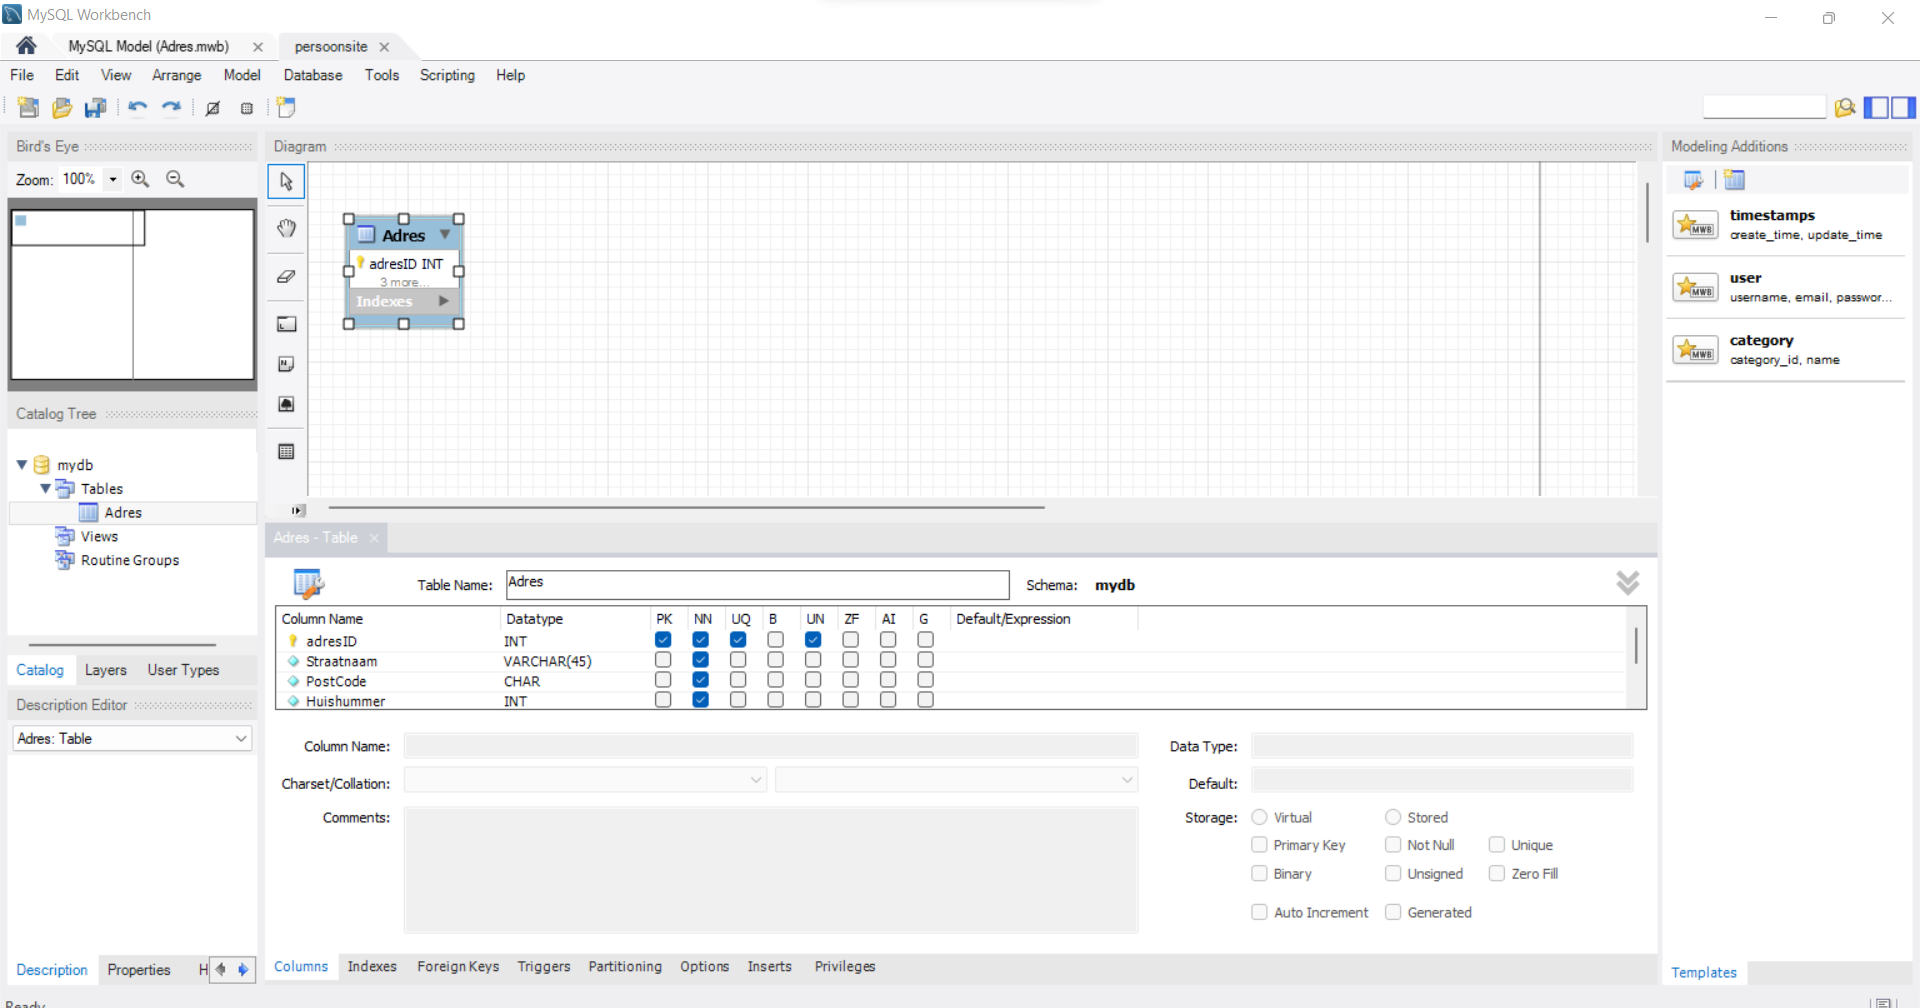 MySQL Workbench
MySQL Model (Adres.mwb)
persoonsite
File Edit View Arrange Model Database Tools Scripting Help
Bird's Eye
Zoom: 100%
Diagram
Adres
adresID INT
3 more...
Indexes
Modeling Additions
timestamps
create_time, update_time
user
username, email, passwor...
category
category_id, name
Catalog Tree
mydb
Tables
Adres
Views
Routine Groups
Catalog Layers User Types
Description Editor
Adres: Table
Description Properties H
Adres - Table
Table Name: Adres Schema: mydb
Column Name Datatype PK NN UQ B UN ZF AI G Default/Expression
adresID INT
Straatnaam VARCHAR(45)
PostCode CHAR
Huishummer INT
Column Name: Data Type:
Charset/Collation: Default:
Comments: Storage: Virtual Stored
Primary Key Not Null Unique
Binary Unsigned Zero Fill
Auto Increment Generated
Columns Indexes Foreign Keys Triggers Partitioning Options Inserts Privileges
Templates
Ready